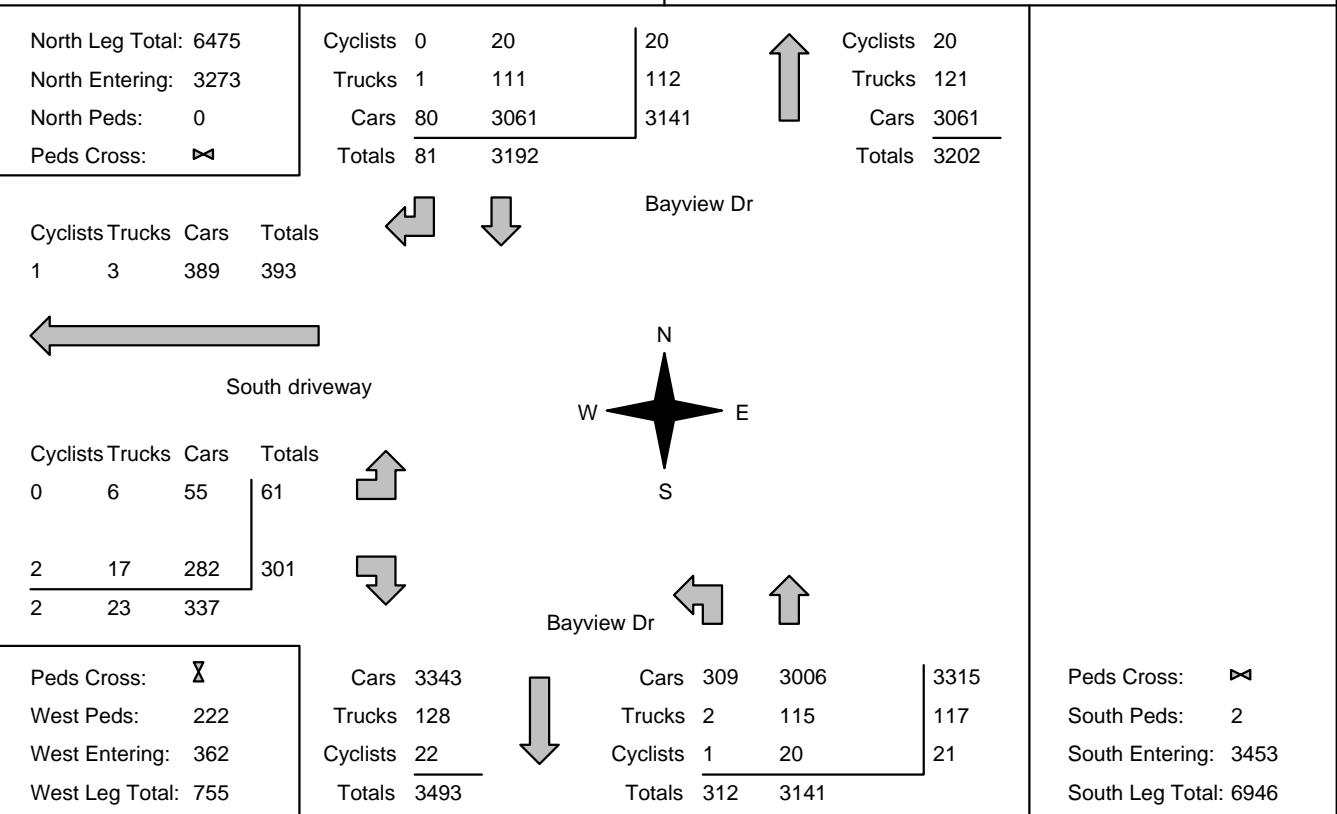 North Leg Total: 6475
North Entering: 3273
North Peds: 0
Peds Cross:
Cyclists 0 20 20
Trucks 1 111 112
Cars 80 3061 3141
Totals 81 3192
Cyclists 20
Trucks 121
Cars 3061
Totals 3202
Bayview Dr
Cyclists Trucks Cars Totals
1 3 389 393
South driveway
N
W E
S
Cyclists Trucks Cars Totals
0 6 55 61
2 17 282 301
2 23 337
Bayview Dr
Peds Cross:
West Peds: 222
West Entering: 362
West Leg Total: 755
Cars 3343
Trucks 128
Cyclists 22
Totals 3493
Cars 309 3006 3315
Trucks 2 115 117
Cyclists 1 20 21
Totals 312 3141
Peds Cross:
South Peds: 2
South Entering: 3453
South Leg Total: 6946